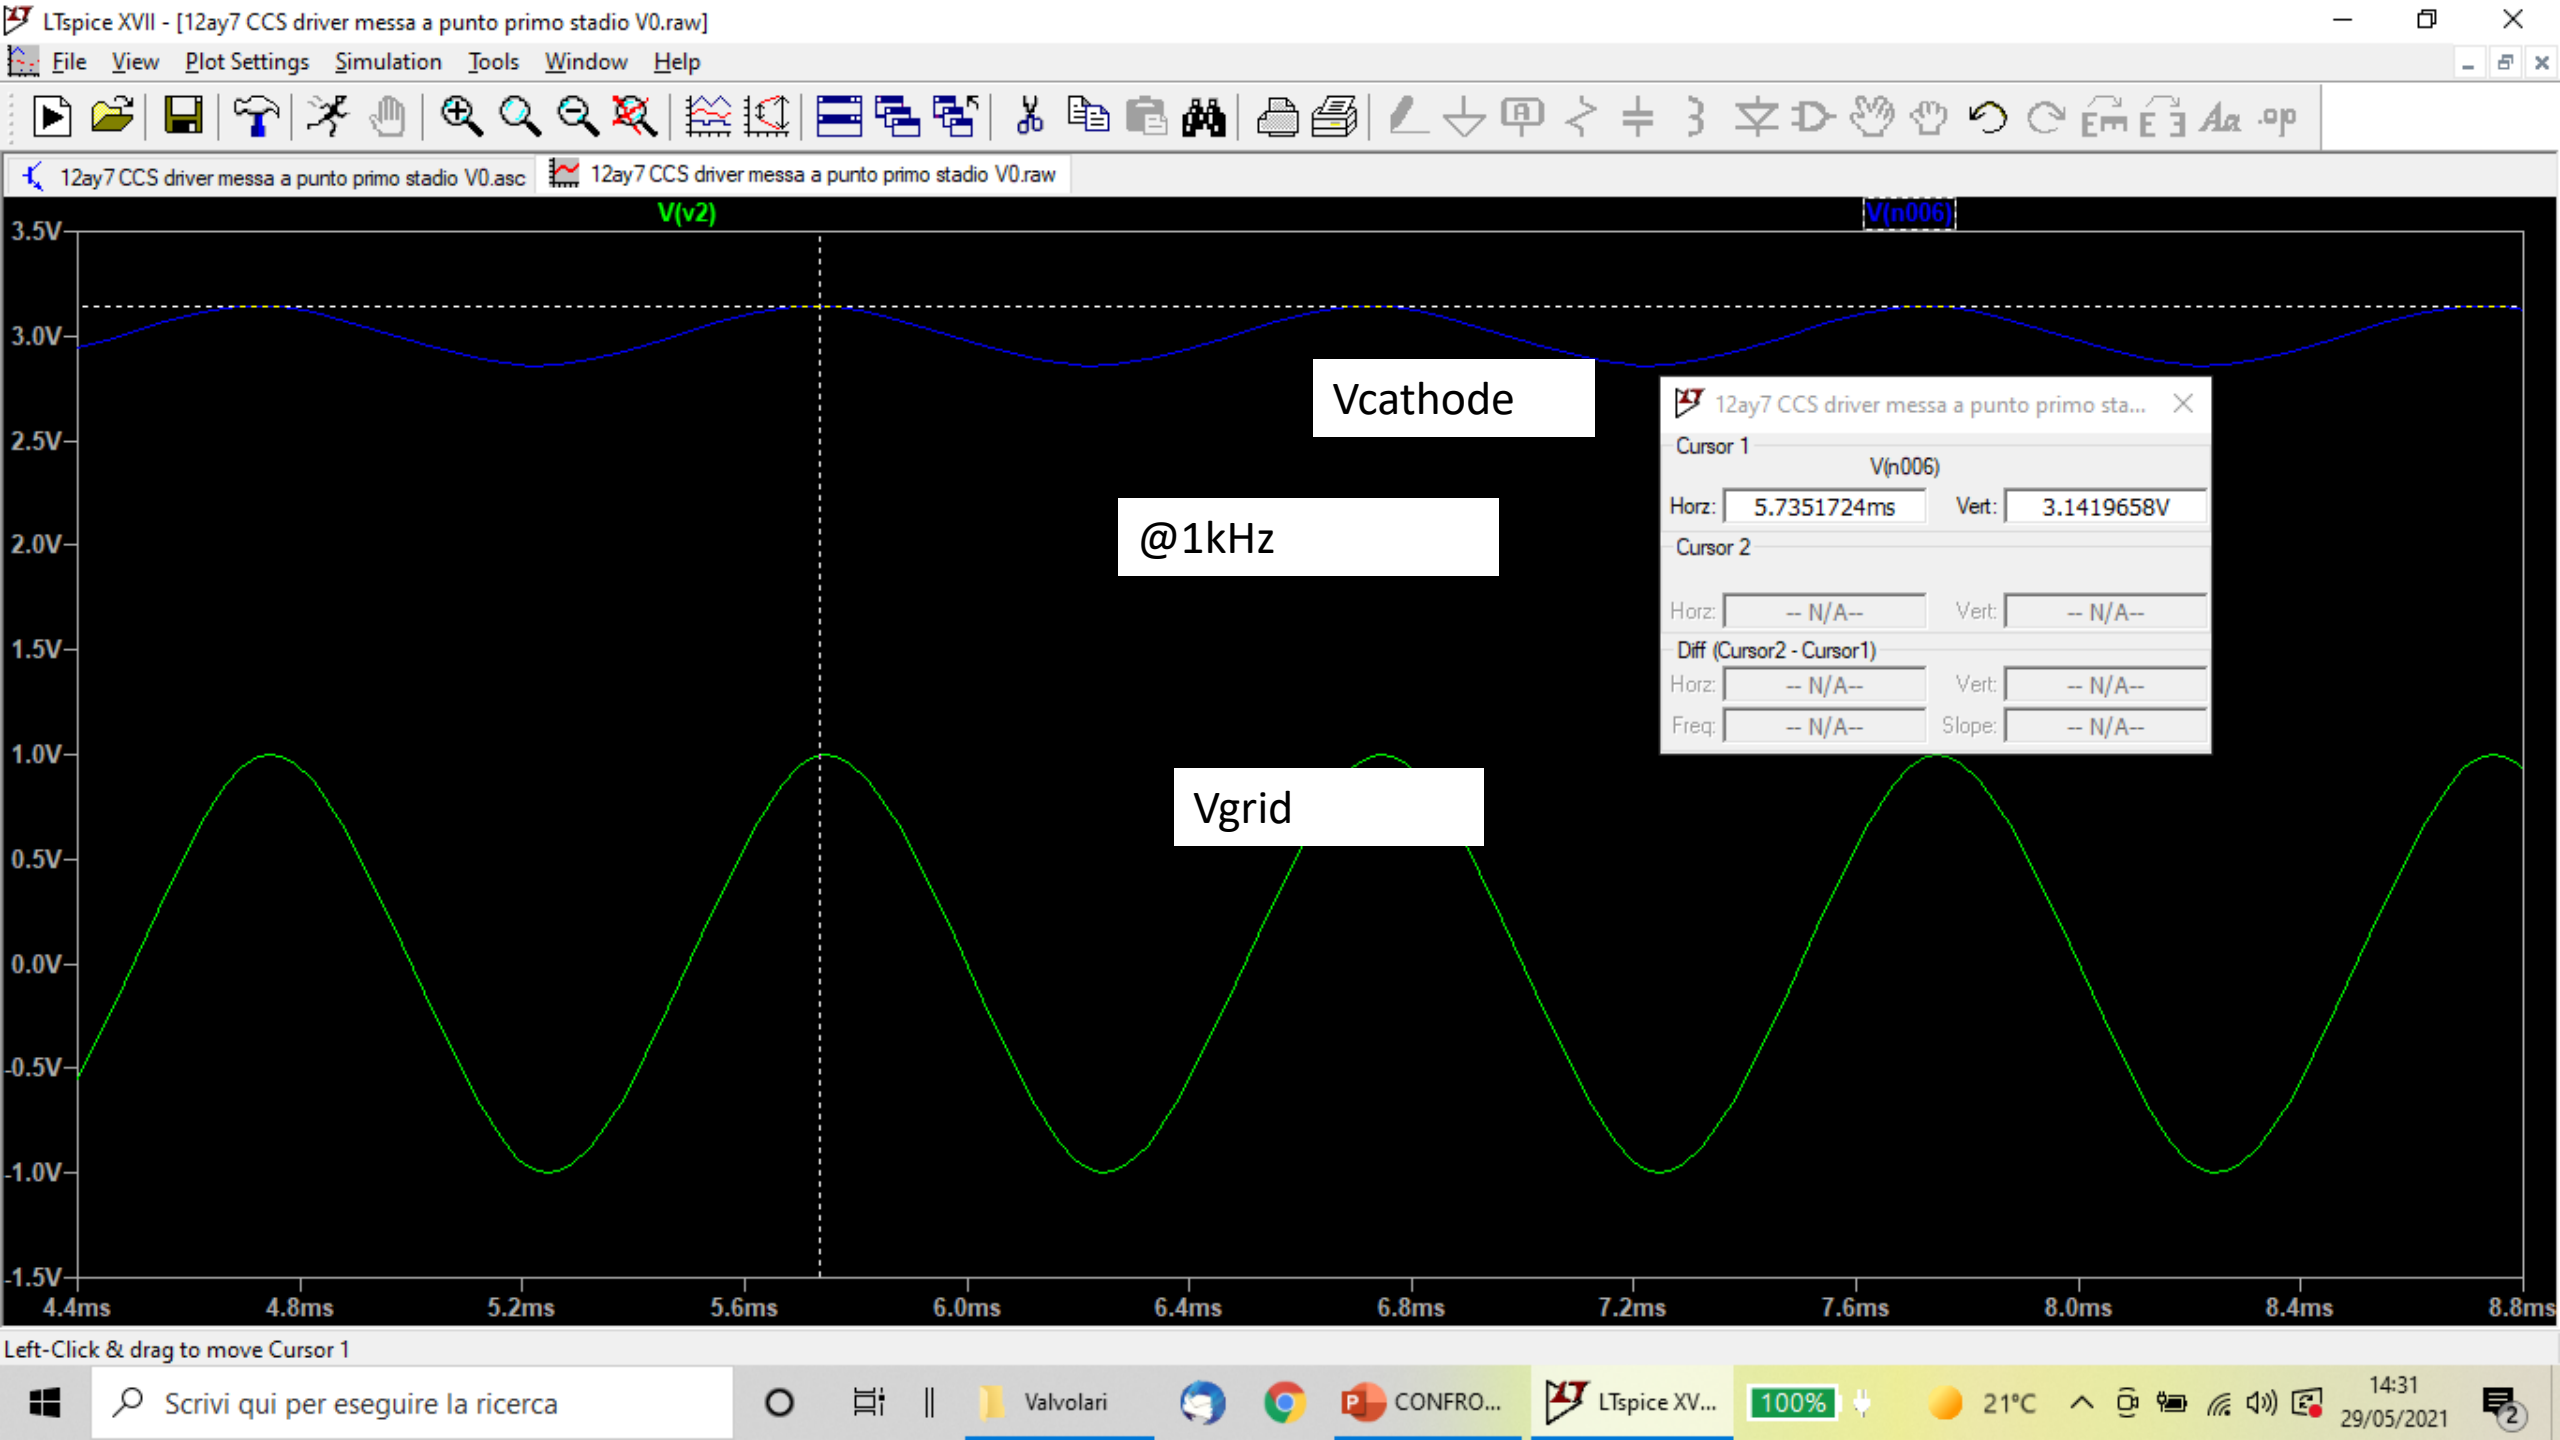 LTspice XVII - [12ay7 CCS driver messa a punto primo stadio V0.raw]
File View Plot Settings Simulation Tools Window Help
12ay7 CCS driver messa a punto primo stadio V0.asc
12ay7 CCS driver messa a punto primo stadio V0.raw
V(v2)
V(n006)
3.5V
3.0V
2.5V
2.0V
1.5V
1.0V
0.5V
0.0V
-0.5V
-1.0V
-1.5V
Vcathode
@1kHz
Vgrid
12ay7 CCS driver messa a punto primo sta...
Cursor 1
V(n006)
Horz: 5.7351724ms Vert: 3.1419658V
Cursor 2
Horz: -- N/A-- Vert: -- N/A--
Diff (Cursor2 - Cursor1)
Horz: -- N/A-- Vert: -- N/A--
Freq: -- N/A-- Slope: -- N/A--
4.4ms 4.8ms 5.2ms 5.6ms 6.0ms 6.4ms 6.8ms 7.2ms 7.6ms 8.0ms 8.4ms 8.8ms
Left-Click & drag to move Cursor 1
Scrivi qui per eseguire la ricerca
Valvolari
CONFRO...
LTspice XV...
100%
21°C
14:31
29/05/2021
2